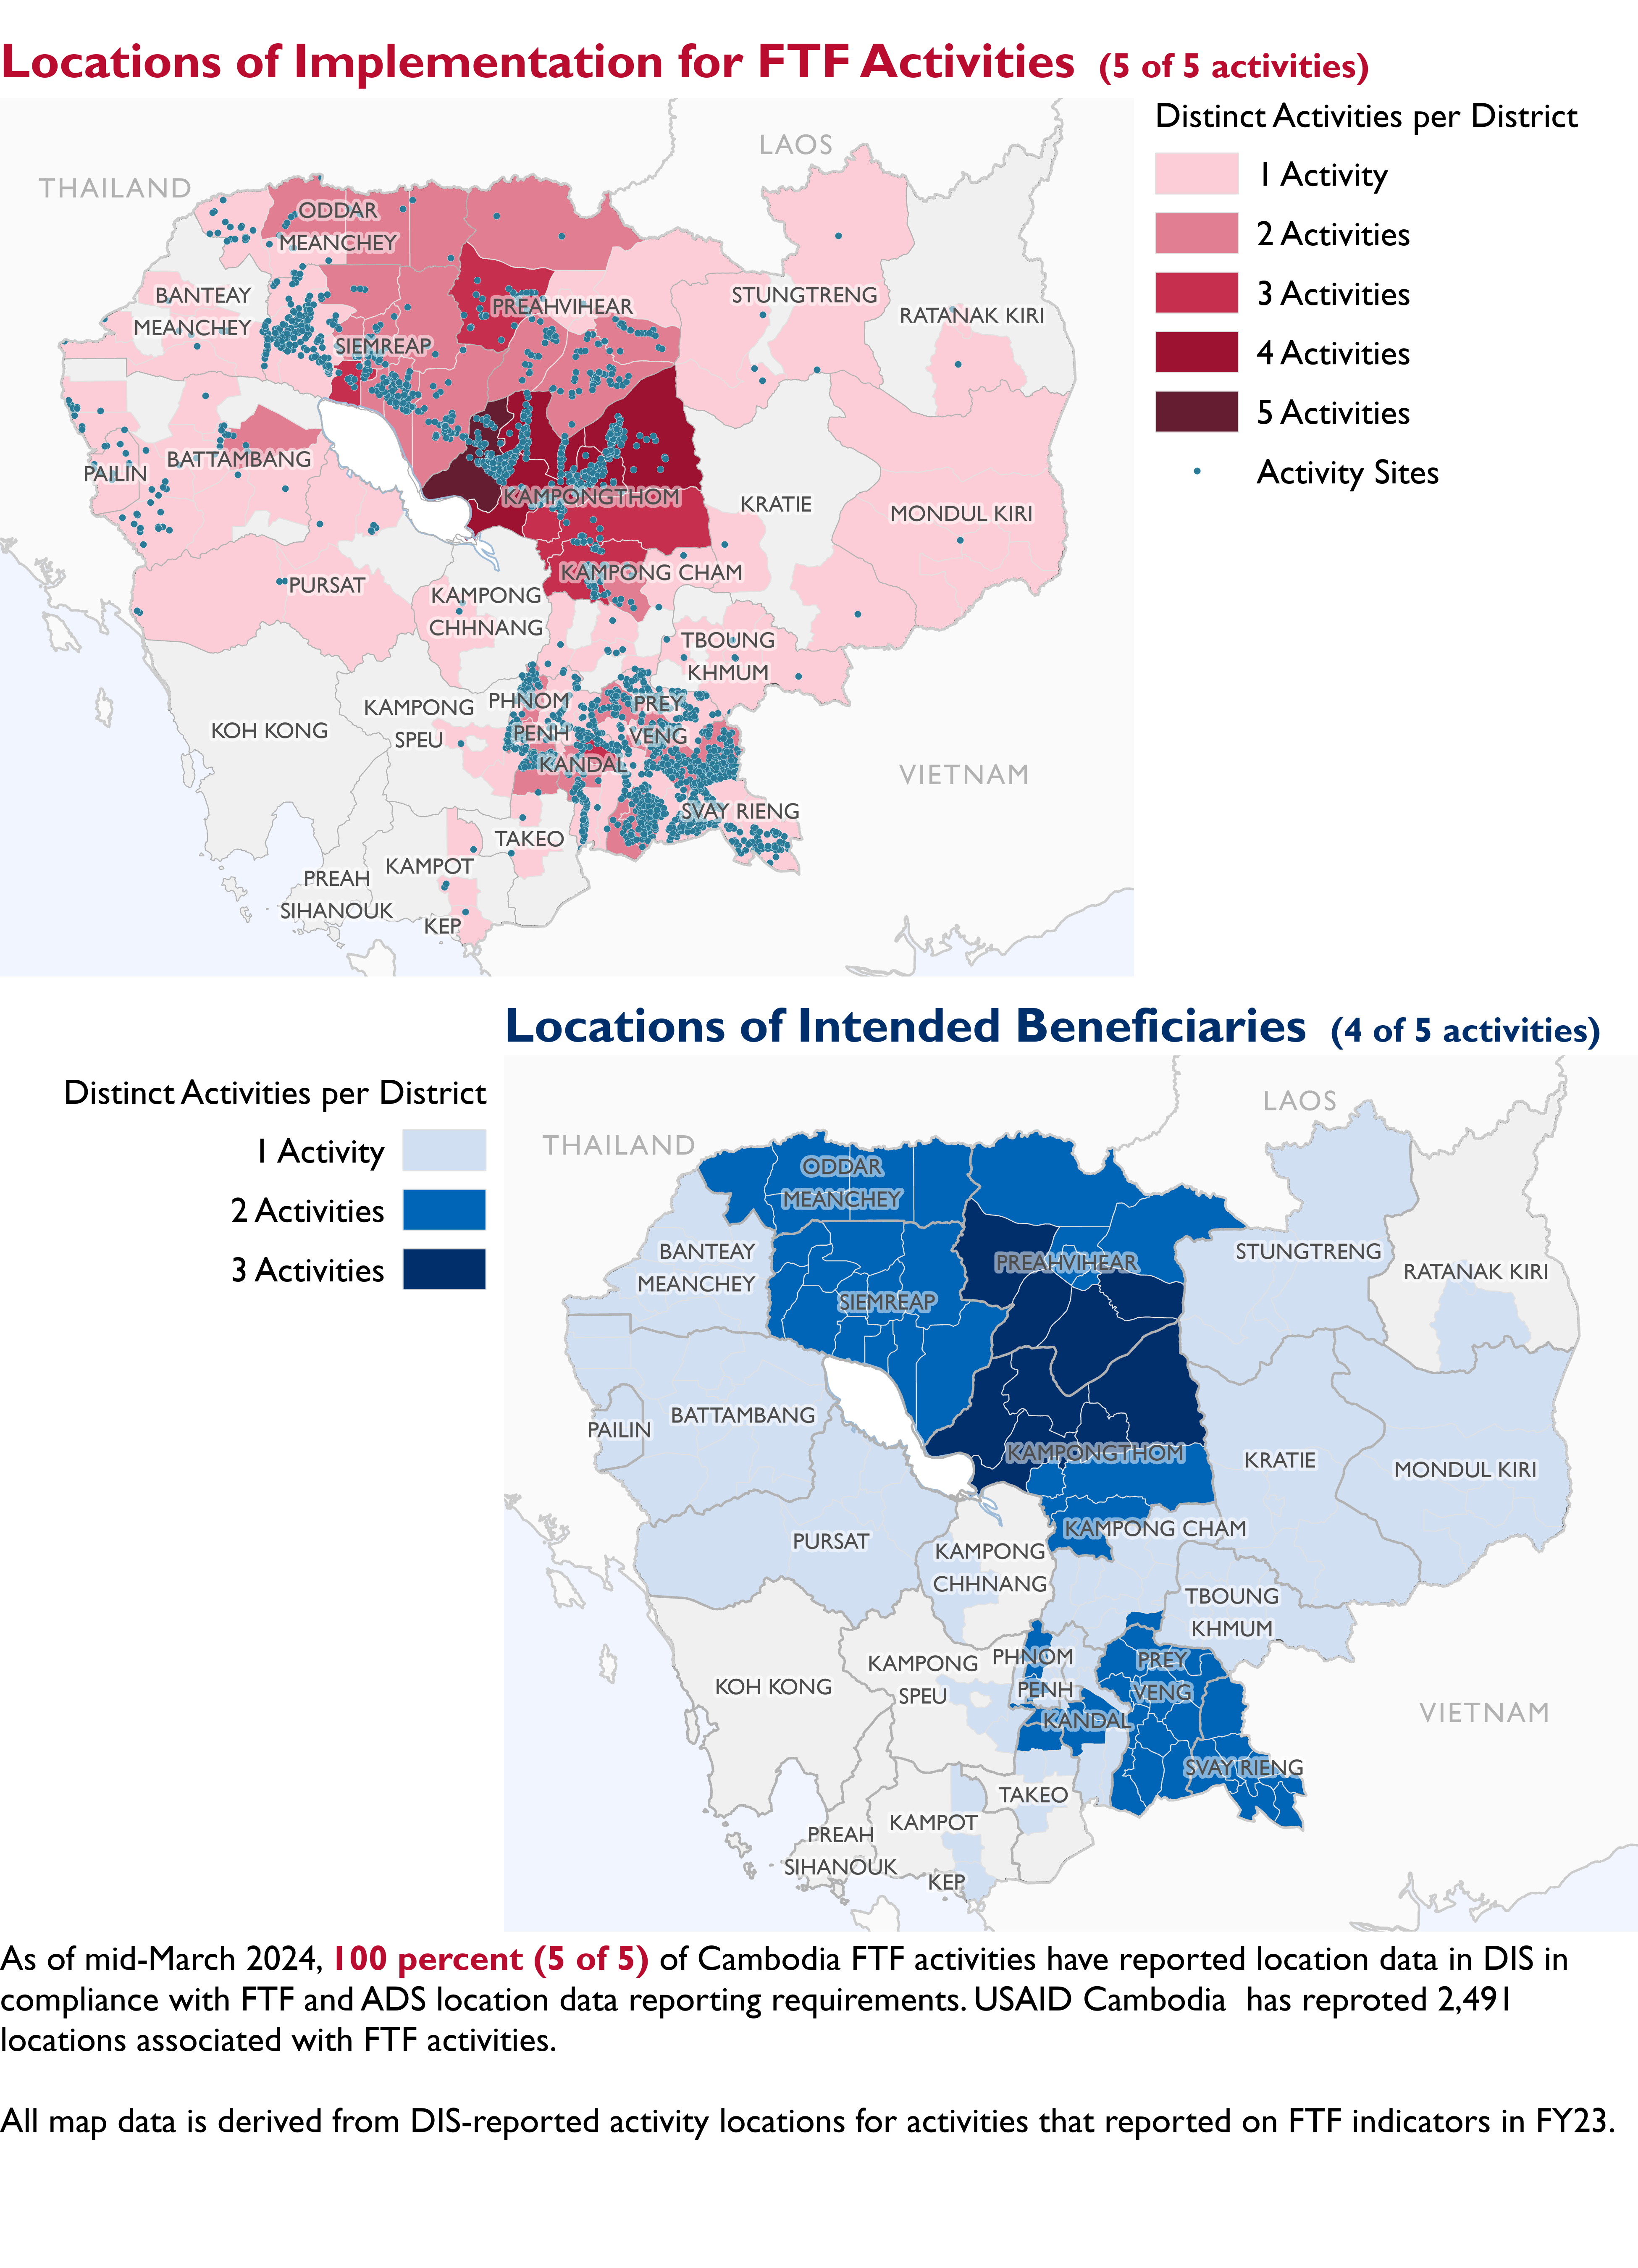 Locations of Implementation for FTF Activities (5 of 5 activities)
Distinct Activities per District
1 Activity
2 Activities
3 Activities
4 Activities
5 Activities
Activity Sites
LAOS
THAILAND
ODDAR
MEANCHEY
BANTEAY
MEANCHEY
PREAHVIHEAR
STUNGTRENG
RATANAK KIRI
SIEMREAP
PAILIN
BATTAMBANG
KAMPONGTHOM
KRATIE
MONDUL KIRI
PURSAT
KAMPONG CHAM
KAMPONG
CHHNANG
TBOUNG
KHMUM
KOH KONG
KAMPONG
SPEU
PHNOM
PENH
PREY
VENG
KANDAL
VIETNAM
SVAY RIENG
TAKEO
KAMPOT
PREAH
SIHANOUK
KEP
Locations of Intended Beneficiaries (4 of 5 activities)
Distinct Activities per District
1 Activity
2 Activities
3 Activities
LAOS
THAILAND
ODDAR
MEANCHEY
BANTEAY
MEANCHEY
PREAHVIHEAR
STUNGTRENG
RATANAK KIRI
SIEMREAP
PAILIN
BATTAMBANG
KAMPONGTHOM
KRATIE
MONDUL KIRI
PURSAT
KAMPONG CHAM
KAMPONG
CHHNANG
TBOUNG
KHMUM
KOH KONG
KAMPONG
SPEU
PHNOM
PENH
PREY
VENG
KANDAL
VIETNAM
SVAY RIENG
TAKEO
KAMPOT
PREAH
SIHANOUK
KEP
As of mid-March 2024, 100 percent (5 of 5) of Cambodia FTF activities have reported location data in DIS in
compliance with FTF and ADS location data reporting requirements. USAID Cambodia has reproted 2,491
locations associated with FTF activities.
All map data is derived from DIS-reported activity locations for activities that reported on FTF indicators in FY23.